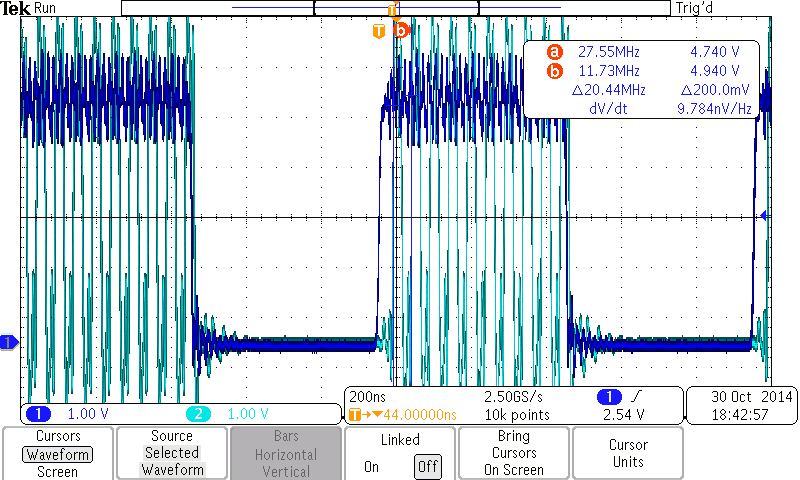 Tek Run Trig'd
T
T b
a 27.55MHz 4.740 V
b 11.73MHz 4.940 V
△20.44MHz △200.0mV
dV/dt 9.784nV/Hz
1
1 1.00 V 2 1.00 V
200ns 2.50GS/s 1
T→▼44.00000ns 10k points 2.54 V
30 Oct 2014
18:42:57
Cursors
Waveform
Screen
Source
Selected
Waveform
Bars
Horizontal
Vertical
Linked
On Off
Bring
Cursors
On Screen
Cursor
Units